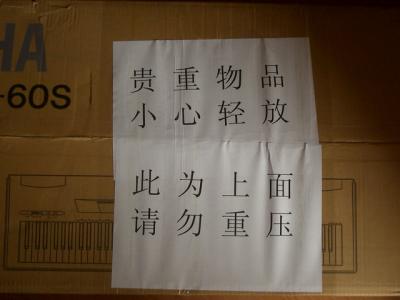 HA
-60S
贵重物品
小心轻放
此为上面
请勿重压